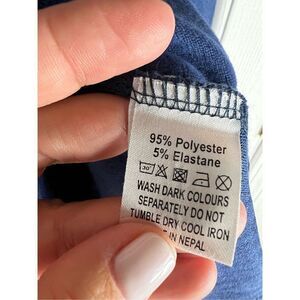 95% Polyester
5% Elastane
30°
WASH DARK COLOURS
SEPARATELY DO NOT
TUMBLE DRY COOL IRON
IN NEPAL